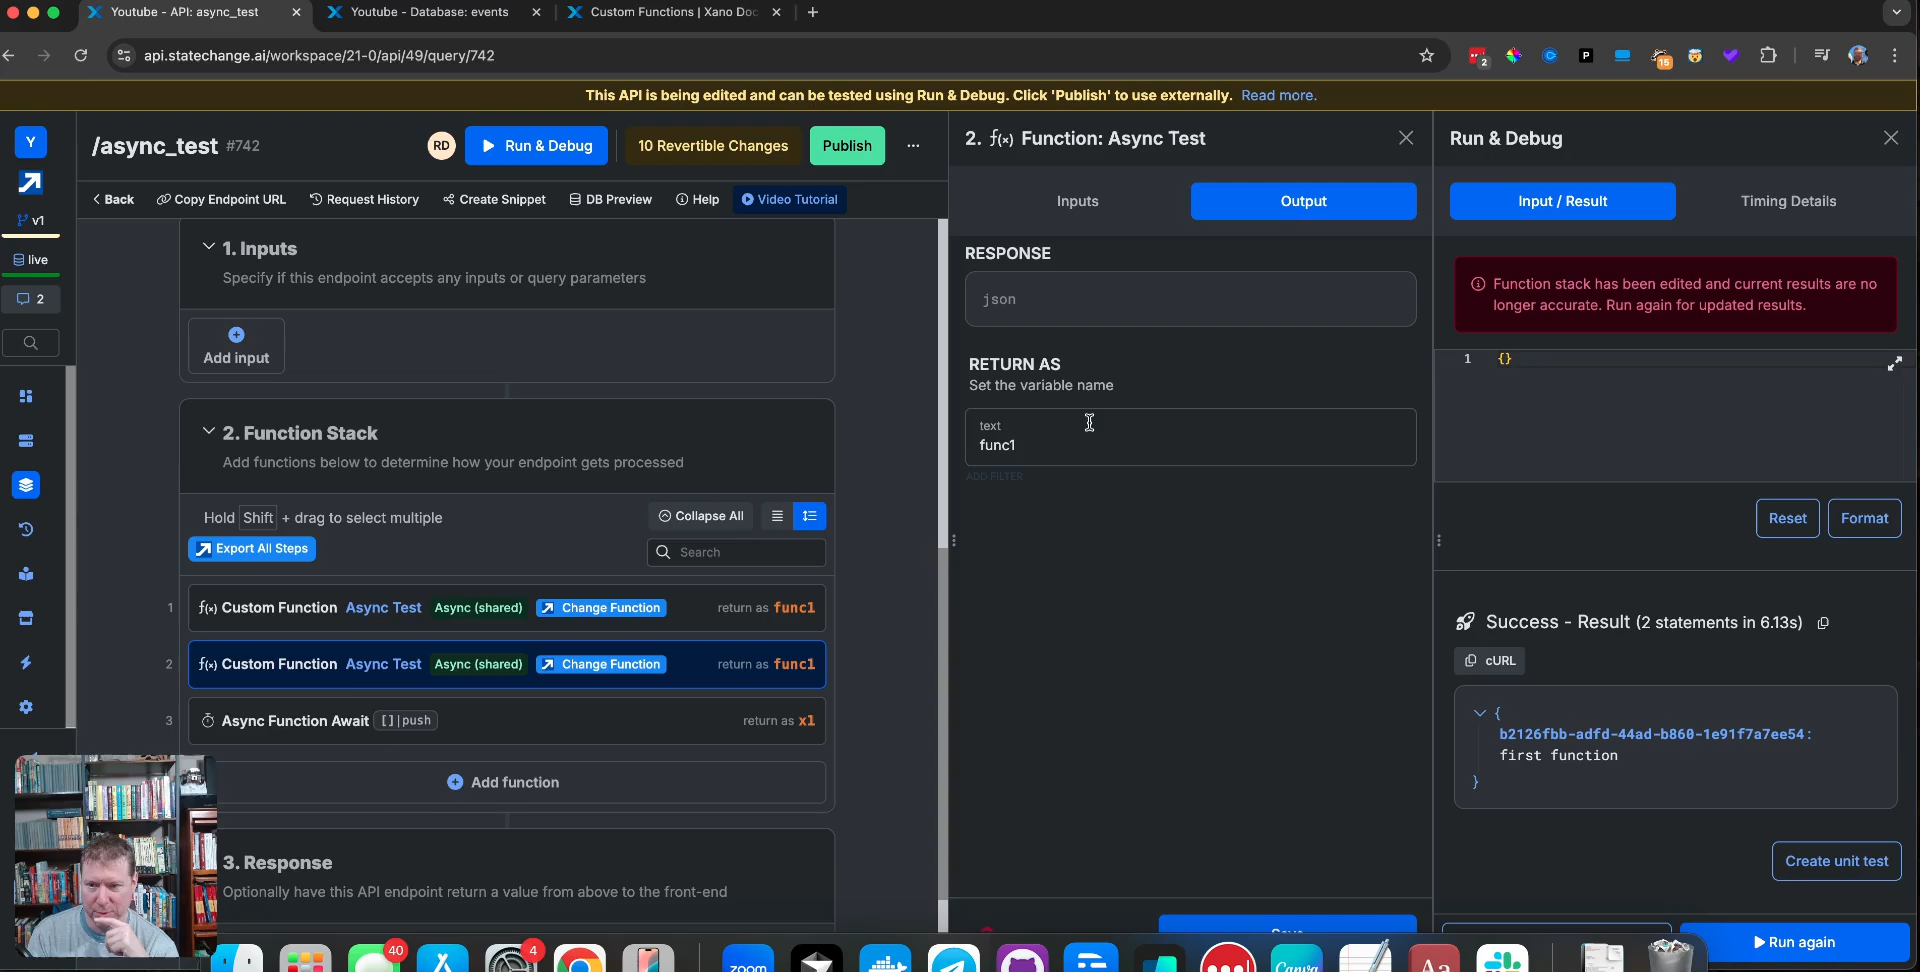 Youtube - API: async_test
Youtube - Database: events
Custom Functions | Xano Doc
api.statechange.ai/workspace/21-0/api/49/query/742
2
P
15
This API is being edited and can be tested using Run & Debug. Click 'Publish' to use externally. Read more.
Y
/async_test #742
RD
Run & Debug
10 Revertible Changes
Publish
Back
Copy Endpoint URL
Request History
Create Snippet
DB Preview
Help
Video Tutorial
v1
live
2
1. Inputs
Specify if this endpoint accepts any inputs or query parameters
Add input
2. Function Stack
Add functions below to determine how your endpoint gets processed
Hold Shift + drag to select multiple
Collapse All
Export All Steps
Search
1 f(x) Custom Function Async Test Async (shared) Change Function return as func1
2 f(x) Custom Function Async Test Async (shared) Change Function return as func1
3 Async Function Await []|push return as x1
Add function
3. Response
Optionally have this API endpoint return a value from above to the front-end
2. f(x) Function: Async Test
Inputs
Output
RESPONSE
json
RETURN AS
Set the variable name
text
func1
ADD FILTER
Save
Run & Debug
Input / Result
Timing Details
Function stack has been edited and current results are no
longer accurate. Run again for updated results.
1 {}
Reset
Format
Success - Result (2 statements in 6.13s)
cURL
{
b2126fbb-adfd-44ad-b860-1e91f7a7ee54:
first function
}
Create unit test
Run again
40
4
zoom
Canva
Aa